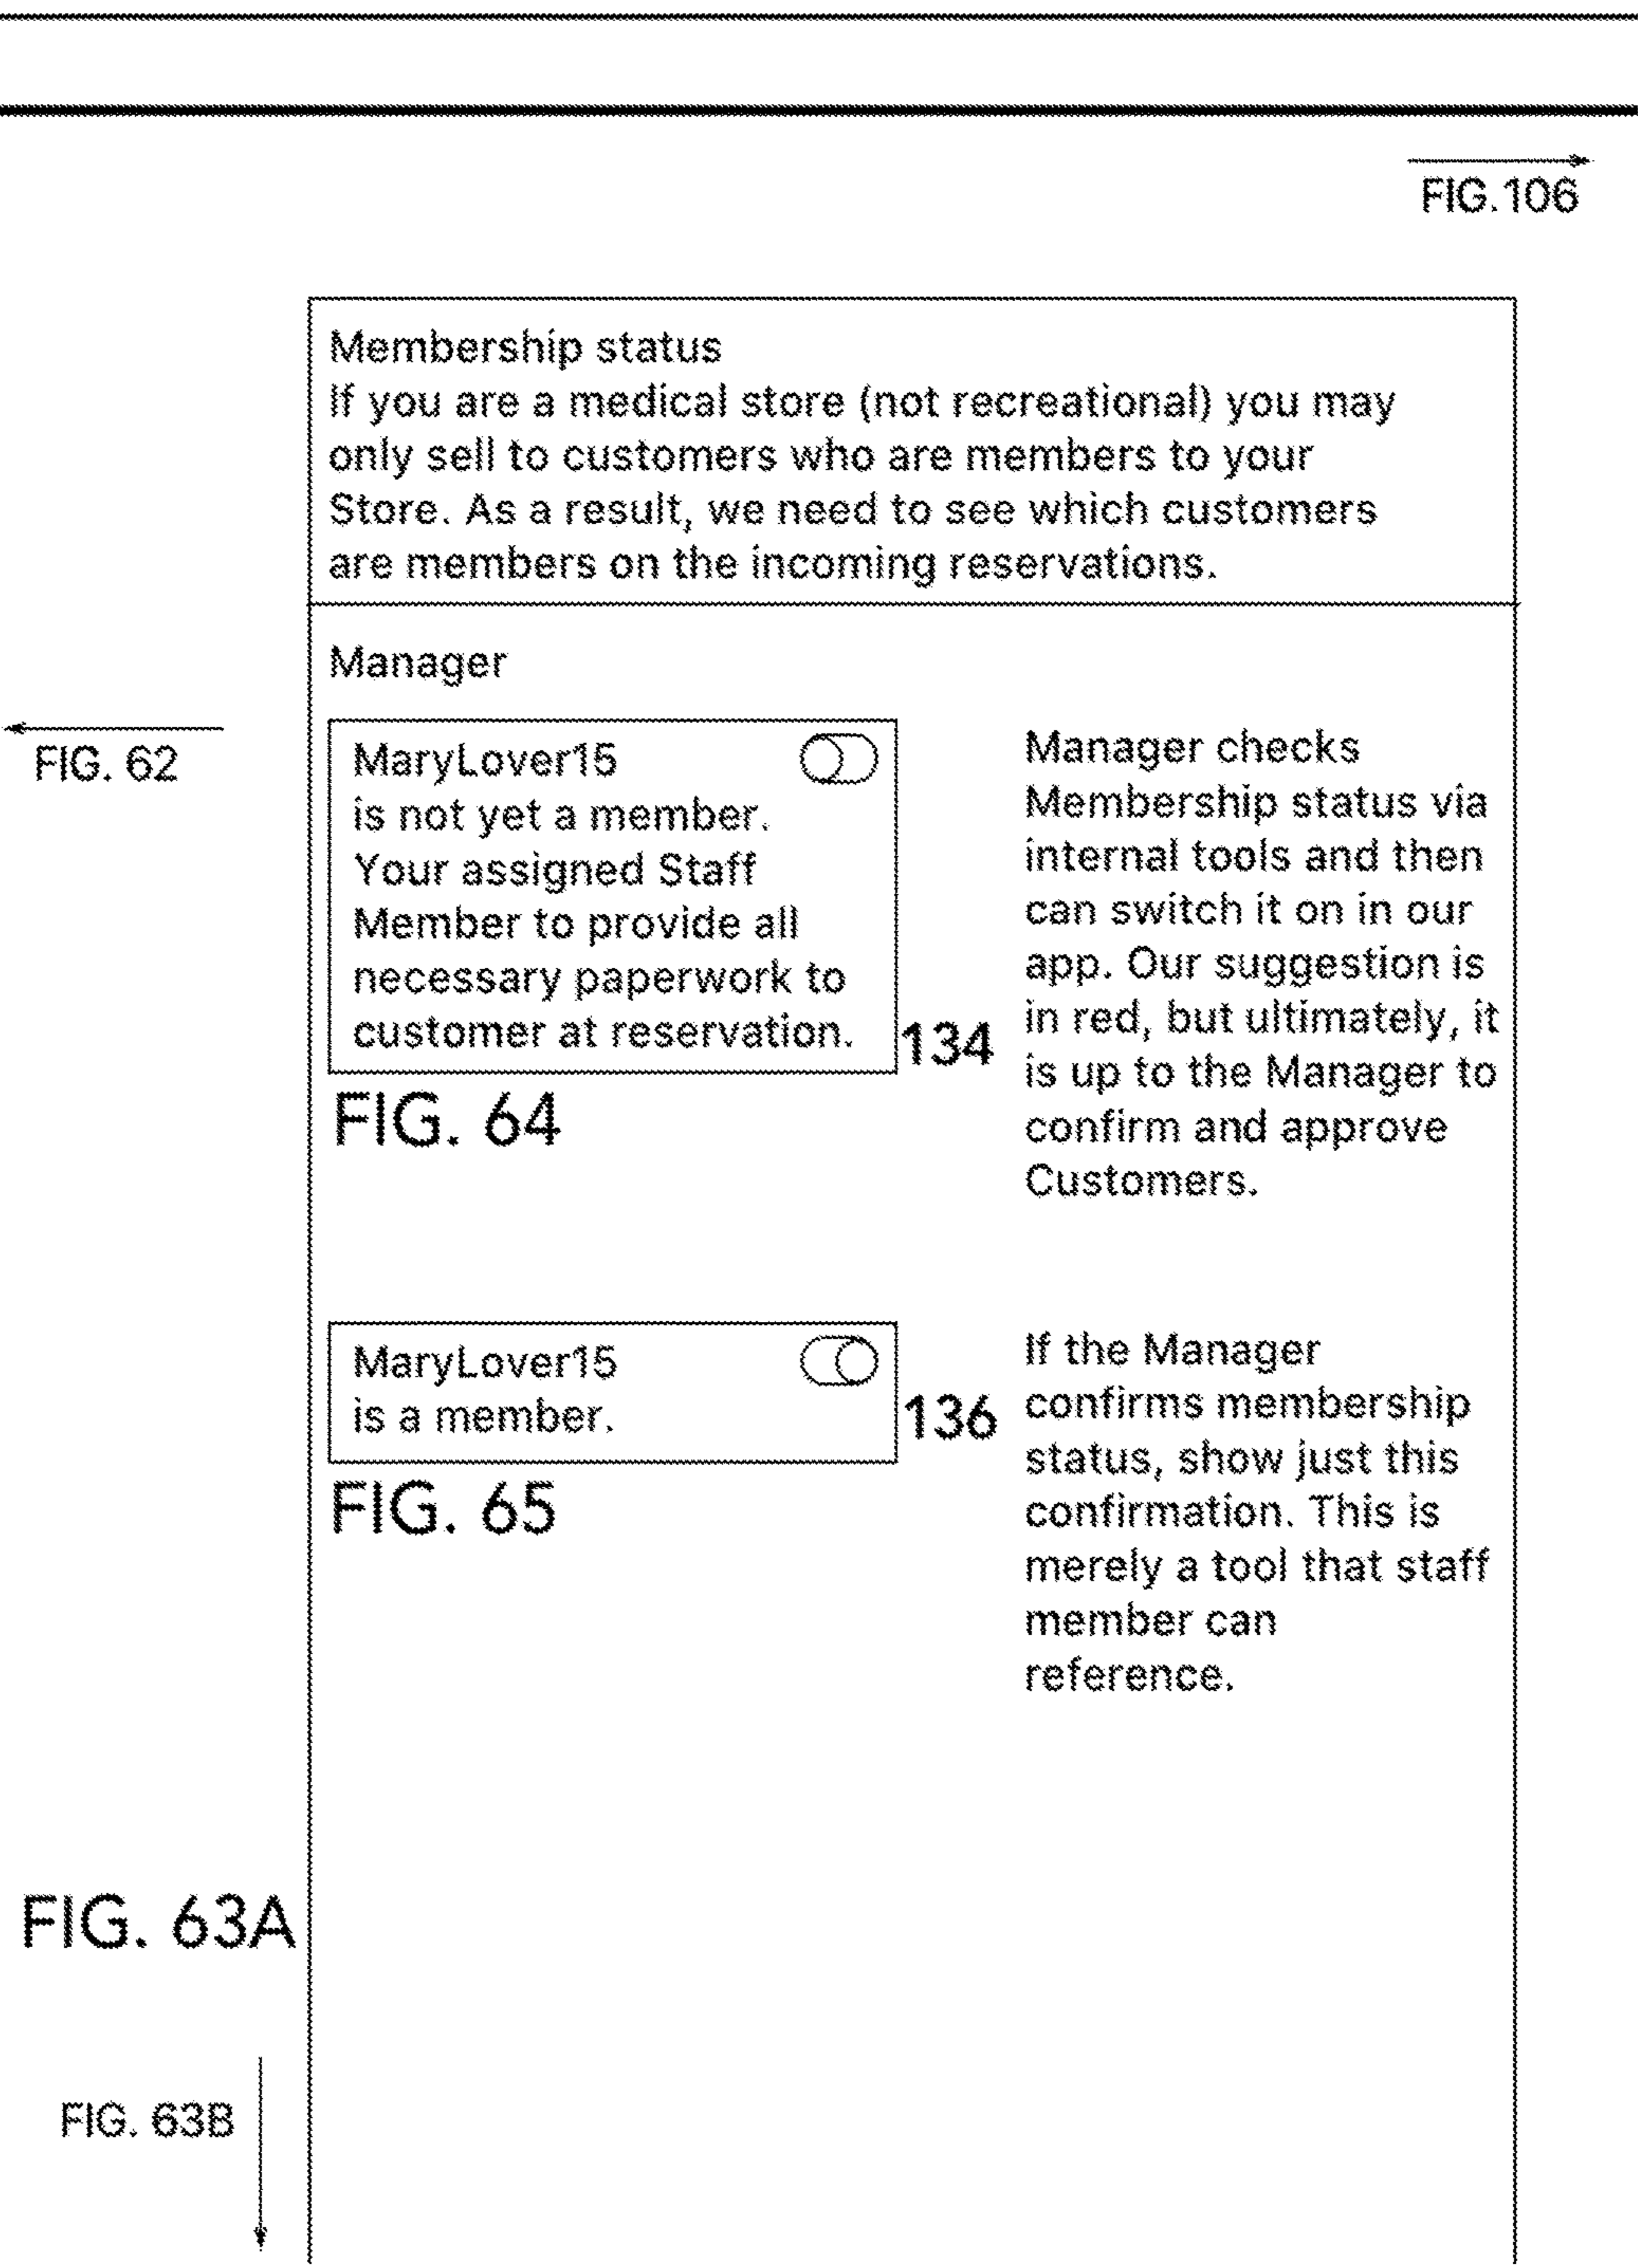 FIG.106
Membership status
If you are a medical store (not recreational) you may
only sell to customers who are members to your
Store. As a result, we need to see which customers
are members on the incoming reservations.
Manager
FIG. 62
MaryLover15
is not yet a member.
Your assigned Staff
Member to provide all
necessary paperwork to
customer at reservation.
134
FIG. 64
Manager checks
Membership status via
internal tools and then
can switch it on in our
app. Our suggestion is
in red, but ultimately, it
is up to the Manager to
confirm and approve
Customers.
MaryLover15
is a member.
136
FIG. 65
If the Manager
confirms membership
status, show just this
confirmation. This is
merely a tool that staff
member can
reference.
FIG. 63A
FIG. 63B